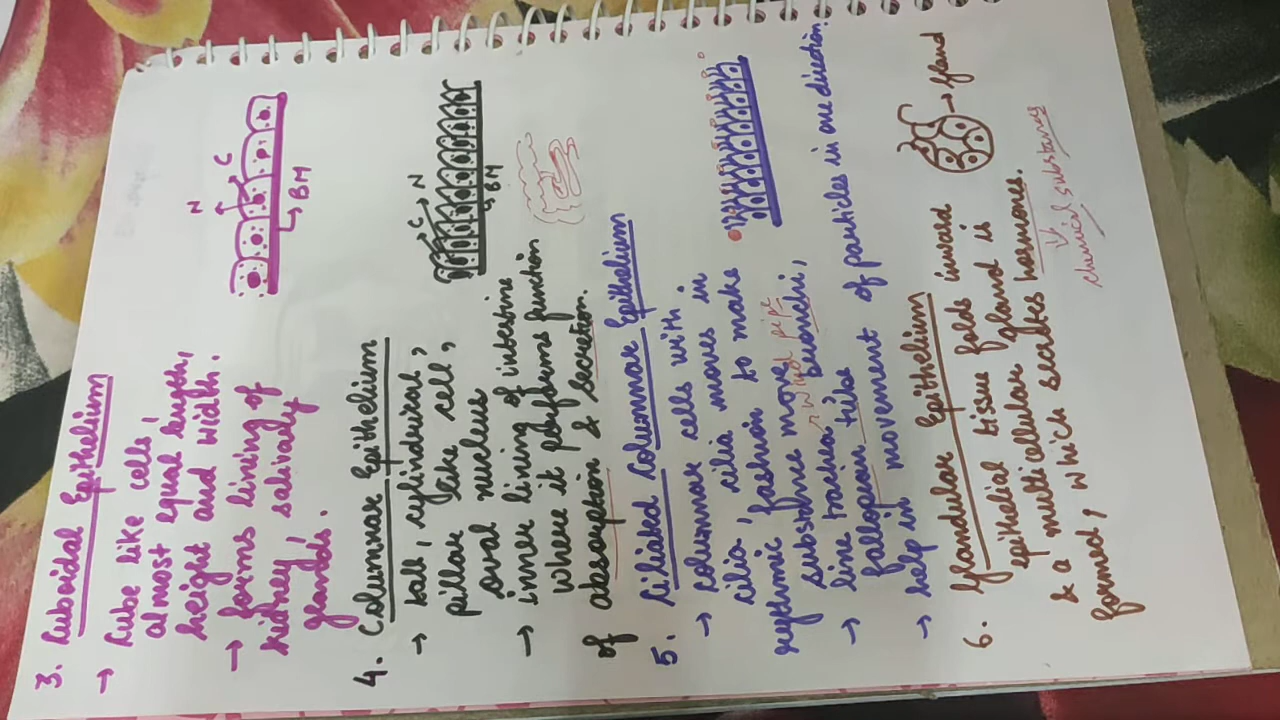 3. Cuboidal Epithelium
→ Cube like cells,
almost equal length,
height and width.
→ forms lining of
kidney, salivary
glands.
N
C
BM
4. Columnar Epithelium
→ tall, cylindrical,
pillar like cell,
oval nucleus
→ inner lining of intestine
where it performs function
of absorption & secretion.
C
N
BM
5. Ciliated Columnar Epithelium
→ columnar cells with
cilia, cilia moves in
rythmic fashion to make
substance move
wind pipe
→ line trachea, bronchi,
fallopian tube
→ help in movement of particles in one direction.
6. Glandular Epithelium
epithelial tissue folds inward
& a multicellular gland is
formed, which secretes hormones.
chemical substances
→ Gland